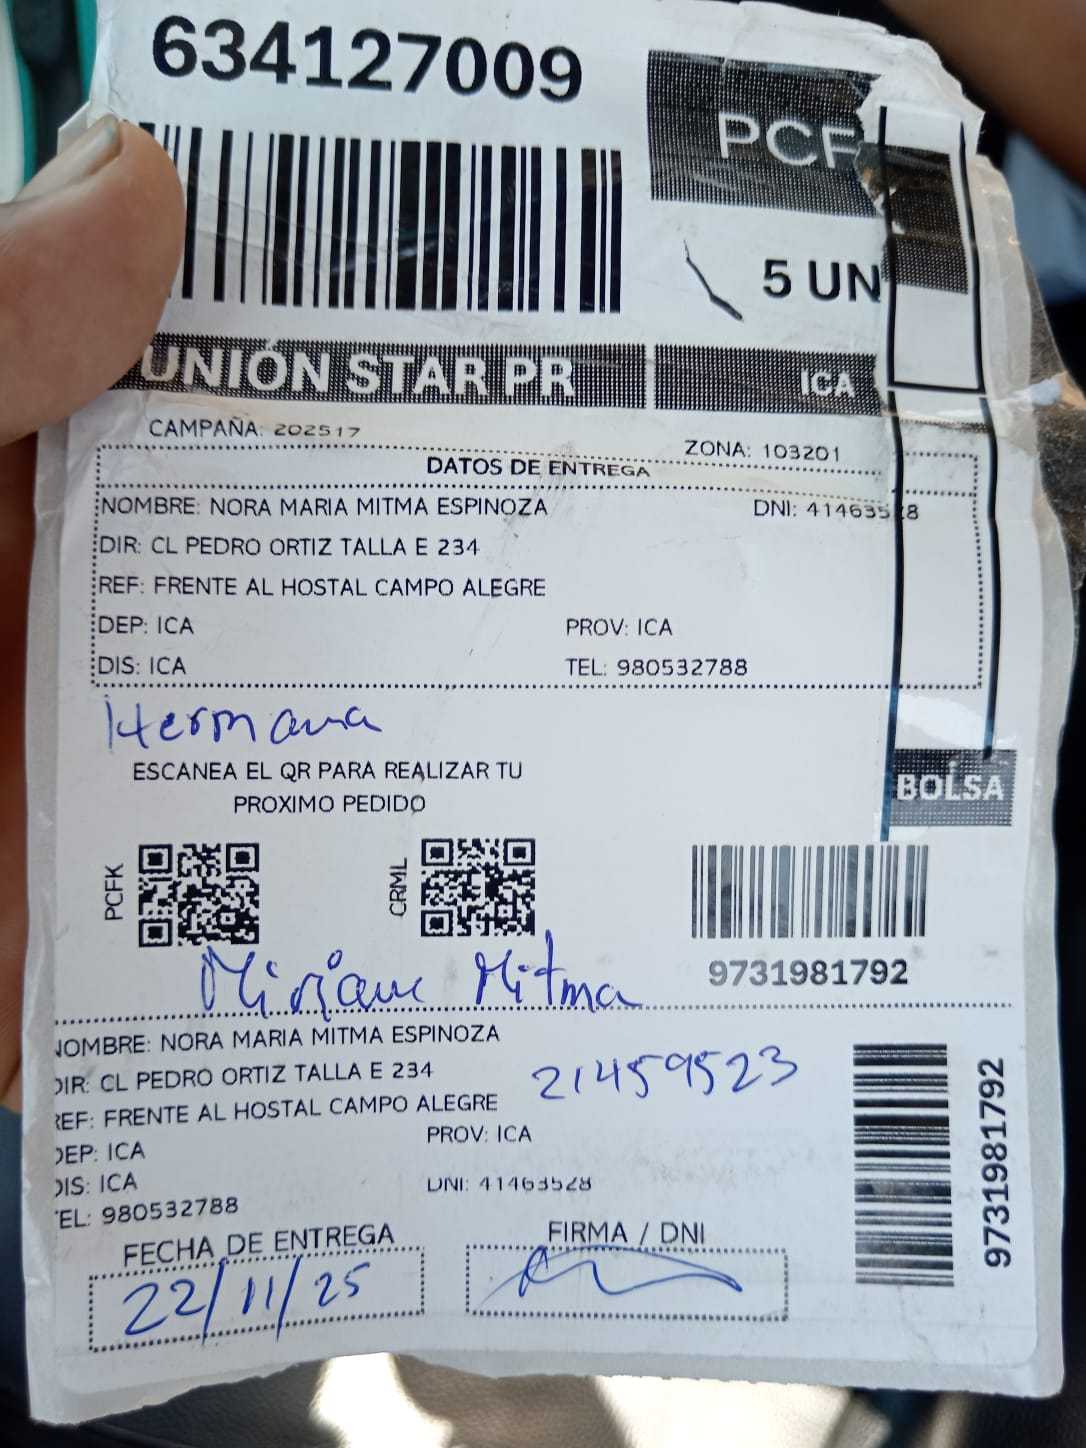 634127009
PCF
5 UN
UNIÓN STAR PR
ICA
CAMPAÑA: 202517
ZONA: 103201
DATOS DE ENTREGA
NOMBRE: NORA MARIA MITMA ESPINOZA DNI: 41463528
DIR: CL PEDRO ORTIZ TALLA E 234
REF: FRENTE AL HOSTAL CAMPO ALEGRE
DEP: ICA PROV: ICA
DIS: ICA TEL: 980532788
Hermana
ESCANEA EL QR PARA REALIZAR TU
PROXIMO PEDIDO
BOLSA
PCFK
CRML
9731981792
Mitma
NOMBRE: NORA MARIA MITMA ESPINOZA
DIR: CL PEDRO ORTIZ TALLA E 234
21459523
REF: FRENTE AL HOSTAL CAMPO ALEGRE
DEP: ICA PROV: ICA
DIS: ICA DNI: 41463528
TEL: 980532788
9731981792
FECHA DE ENTREGA FIRMA / DNI
22/11/25